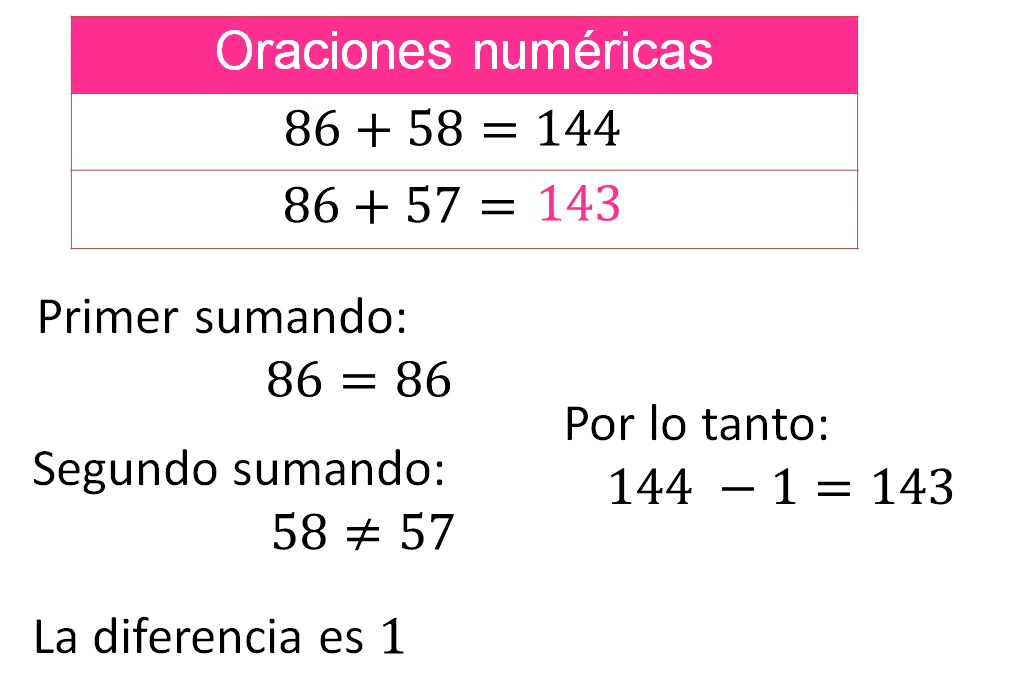 Oraciones numéricas
86 + 58 = 144
86 + 57 = 143
Primer sumando:
86 = 86
Segundo sumando:
58 ≠ 57
La diferencia es 1
Por lo tanto:
144 − 1 = 143